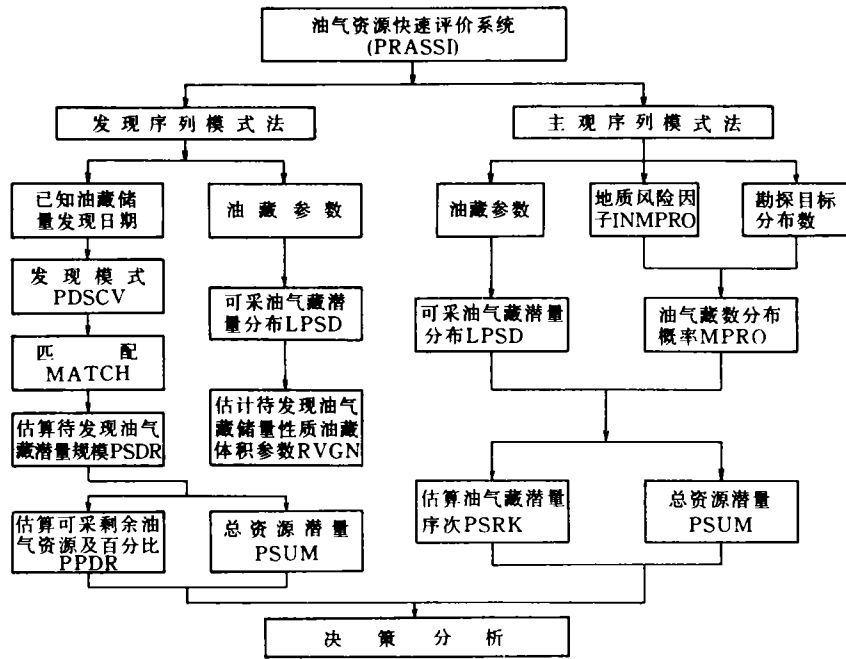 油气资源快速评价系统
(PRASSI)
发现序列模式法
主观序列模式法
已知油藏储
量发现日期
油藏参数
油藏参数
地质风险因
子INMPRO
勘探目标
分布数
发现模式
PDSCV
可采油气藏潜
量分布LPSD
可采油气藏潜量
分布LPSD
油气藏数分布
概率MPRO
匹配
MATCH
估算待发现油气
藏潜量规模PSDR
估计待发现油气
藏储量性质油藏
体积参数RVGN
估算可采剩余油
气资源及百分比
PPDR
总资源潜量
PSUM
估算油气藏潜量
序次PSRK
总资源潜量
PSUM
决策分析